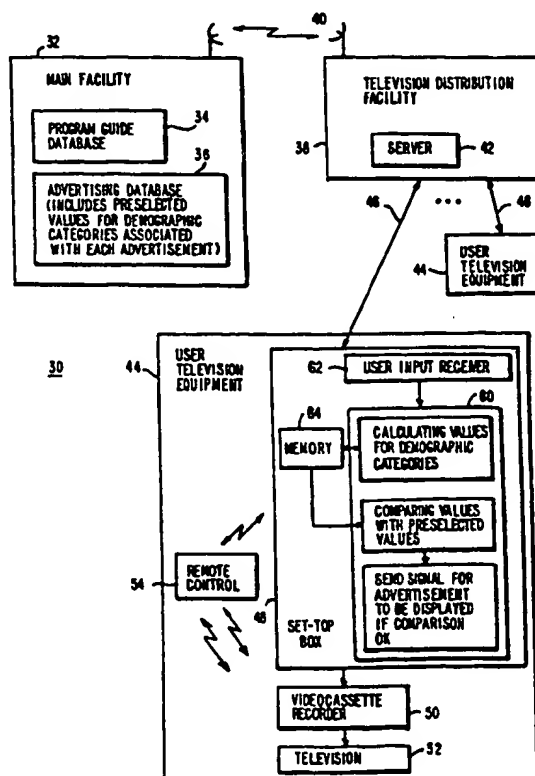 32
MAIN FACILITY
PROGRAM GUIDE
DATABASE
34
36
ADVERTISING DATABASE
(INCLUDES PRESELECTED
VALUES FOR DEMOGRAPHIC
CATEGORIES ASSOCIATED
WITH EACH ADVERTISEMENT)
40
TELEVISION DISTRIBUTION
FACILITY
SERVER
42
38
46
46
44
USER
TELEVISION
EQUIPMENT
30
44
USER
TELEVISION
EQUIPMENT
62
USER INPUT RECEIVER
60
64
MEMORY
CALCULATING VALUES
FOR DEMOGRAPHIC
CATEGORIES
COMPARING VALUES
WITH PRESELECTED
VALUES
SEND SIGNAL FOR
ADVERTISEMENT
TO BE DISPLAYED
IF COMPARISON
OK
REMOTE
CONTROL
54
48
SET-TOP
BOX
VIDEOCASSETTE
RECORDER
50
TELEVISION
52